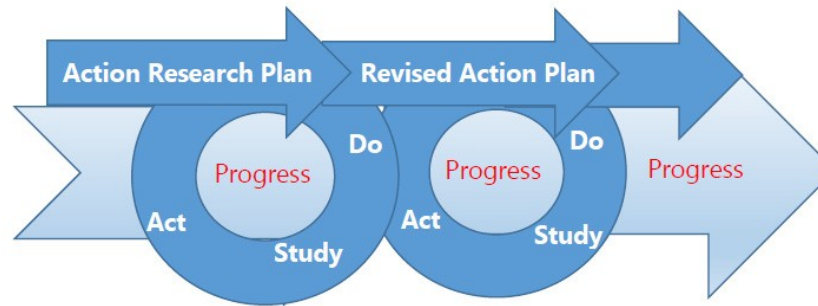 Action Research Plan
Revised Action Plan
Do
Progress
Act
Study
Do
Progress
Act
Study
Progress